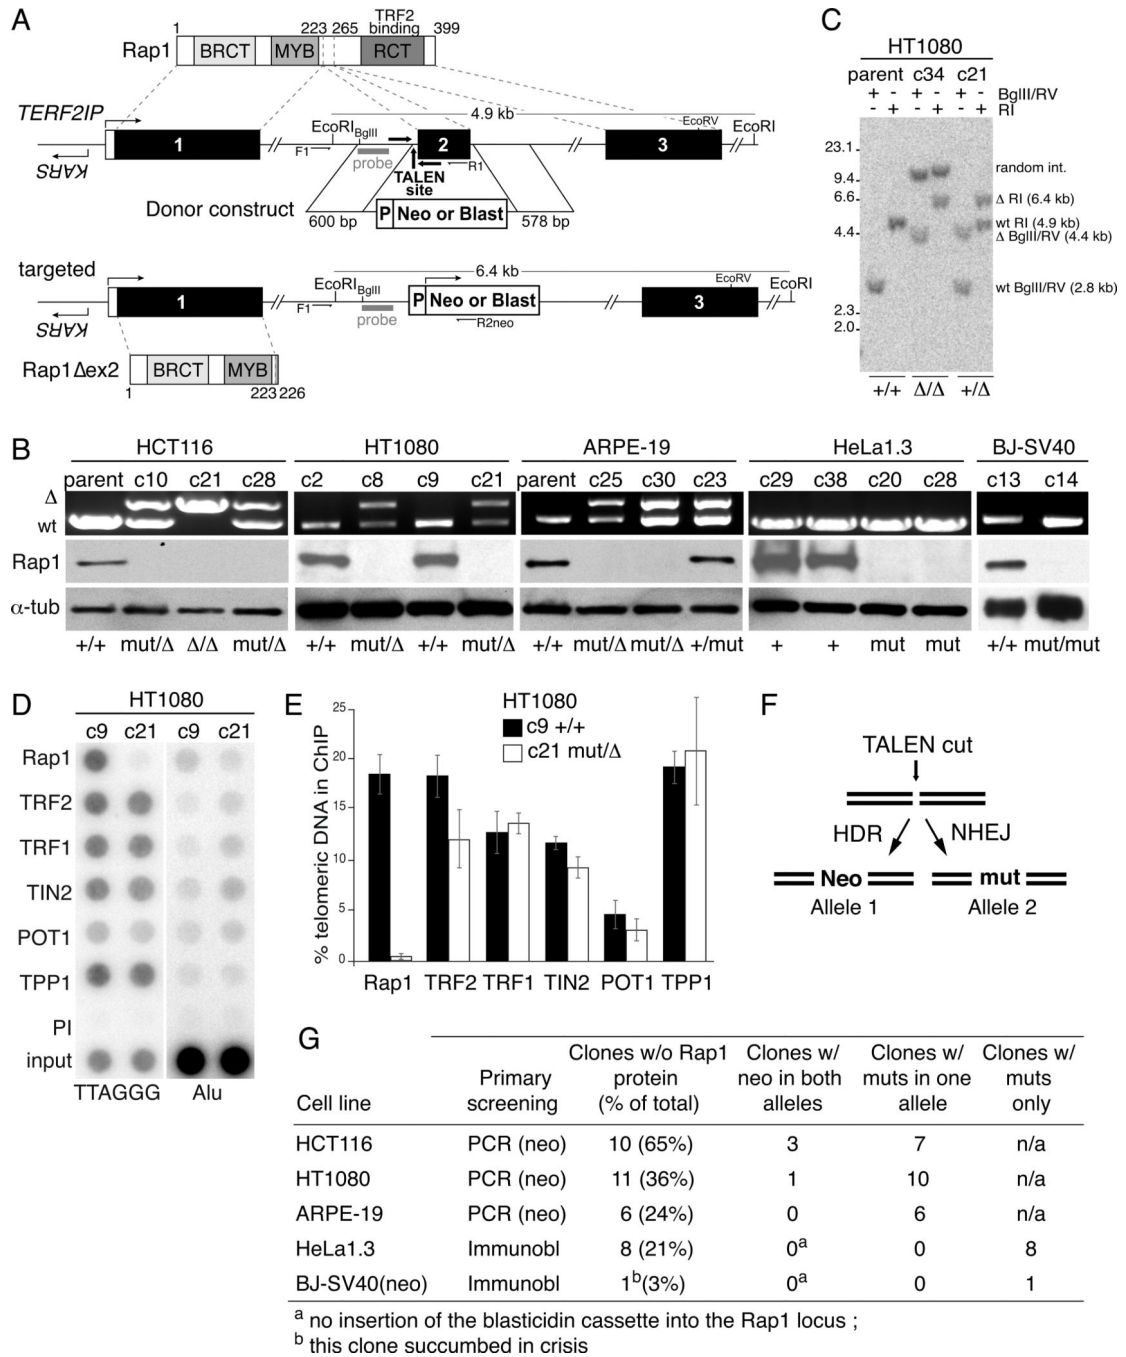 A
1
223
265
TRF2
binding
399
Rap1
BRCT
MYB
RCT
TERF2IP
4.9 kb
EcoRI
BglII
EcoRV
EcoRI
1
2
3
F1
R1
KARS
probe
TALEN
site
Donor construct
P
Neo or Blast
600 bp
578 bp
targeted
6.4 kb
EcoRI
BglII
EcoRV
EcoRI
1
P
Neo or Blast
3
F1
R2neo
KARS
probe
Rap1Δex2
BRCT
MYB
1
223 226
C
HT1080
parent c34 c21
+ - + - + - BglII/RV
- + - + - + RI
23.1
9.4
6.6
4.4
2.3
2.0
random int.
Δ RI (6.4 kb)
wt RI (4.9 kb)
Δ BglII/RV (4.4 kb)
wt BglII/RV (2.8 kb)
+/+ Δ/Δ +/Δ
B
HCT116 HT1080 ARPE-19 HeLa1.3 BJ-SV40
parent c10 c21 c28 c2 c8 c9 c21 parent c25 c30 c23 c29 c38 c20 c28 c13 c14
Δ
wt
Rap1
α-tub
+/+ mut/Δ Δ/Δ mut/Δ +/+ mut/Δ +/+ mut/Δ +/+ mut/Δ mut/Δ +/mut + + mut mut +/+ mut/mut
D
HT1080
c9 c21 c9 c21
Rap1
TRF2
TRF1
TIN2
POT1
TPP1
PI
input
TTAGGG Alu
E
HT1080
c9 +/+
c21 mut/Δ
% telomeric DNA in ChIP
25
20
15
10
5
0
Rap1 TRF2 TRF1 TIN2 POT1 TPP1
F
TALEN cut
HDR NHEJ
Neo mut
Allele 1 Allele 2
G
Clones w/o Rap1 Clones w/ Clones w/ Clones w/
Primary protein neo in both muts in one muts
Cell line screening (% of total) alleles allele only
HCT116 PCR (neo) 10 (65%) 3 7 n/a
HT1080 PCR (neo) 11 (36%) 1 10 n/a
ARPE-19 PCR (neo) 6 (24%) 0 6 n/a
HeLa1.3 Immunobl 8 (21%) 0a 0 8
BJ-SV40(neo) Immunobl 1b(3%) 0a 0 1
a no insertion of the blasticidin cassette into the Rap1 locus ;
b this clone succumbed in crisis